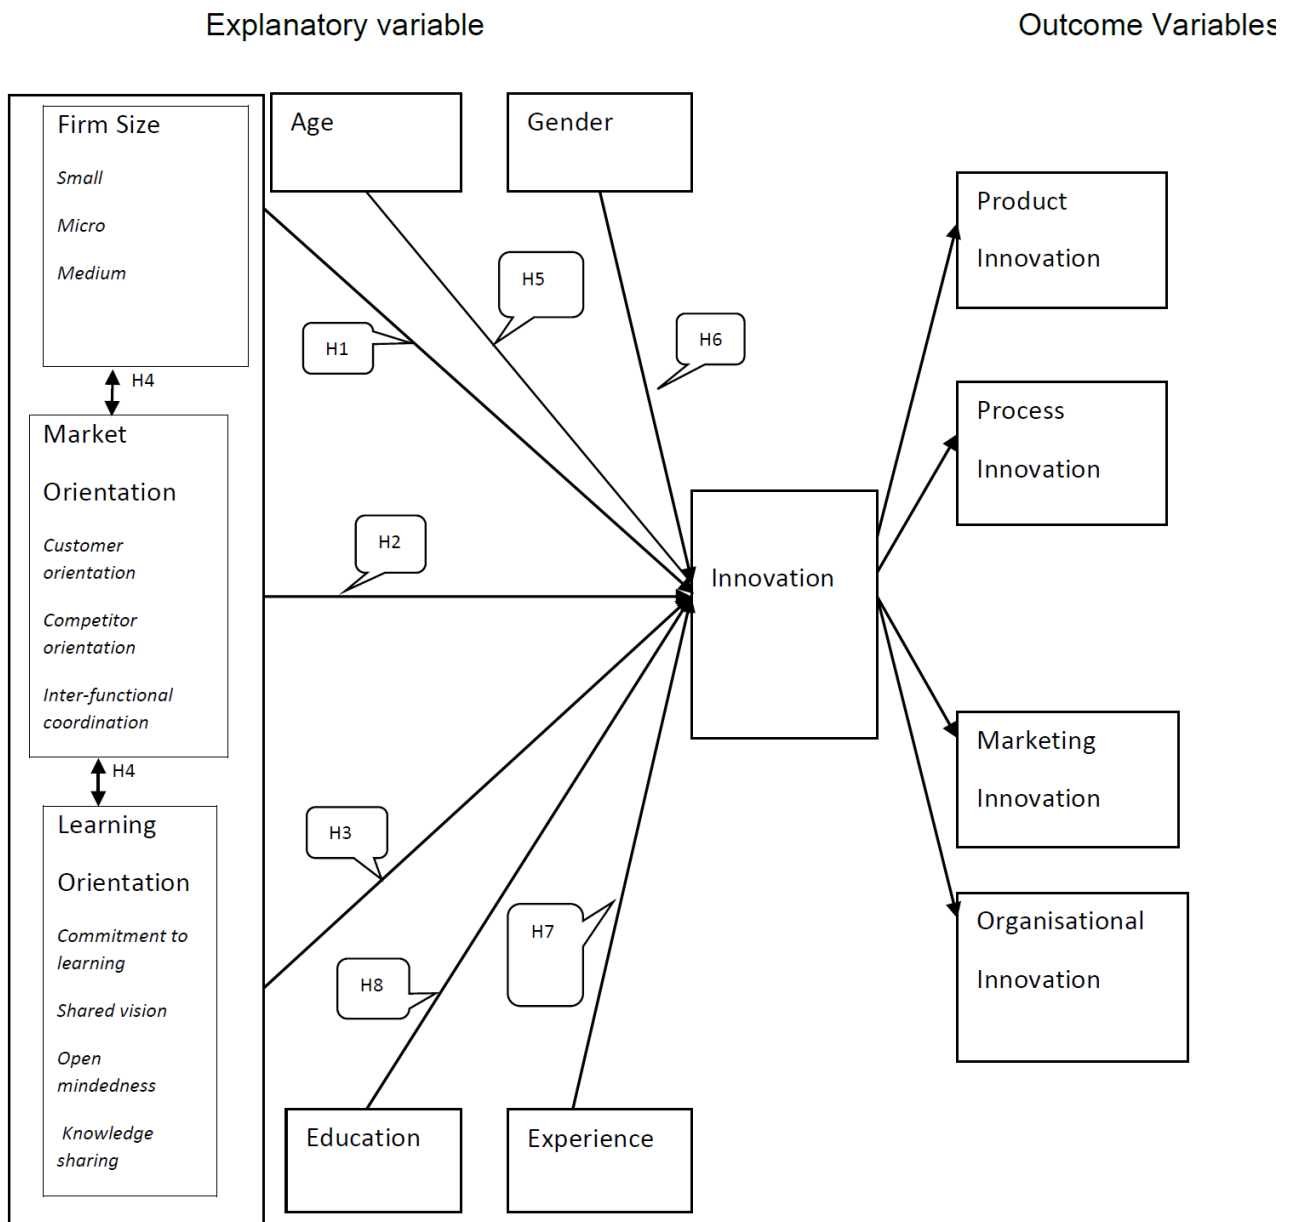 Explanatory variable
Outcome Variables
Firm Size
Small
Micro
Medium
H4
Market
Orientation
Customer
orientation
Competitor
orientation
Inter-functional
coordination
H4
Learning
Orientation
Commitment to
learning
Shared vision
Open
mindedness
Knowledge
sharing
Age
Gender
H1
H5
H6
H2
H3
H8
H7
Education
Experience
Innovation
Product
Innovation
Process
Innovation
Marketing
Innovation
Organisational
Innovation